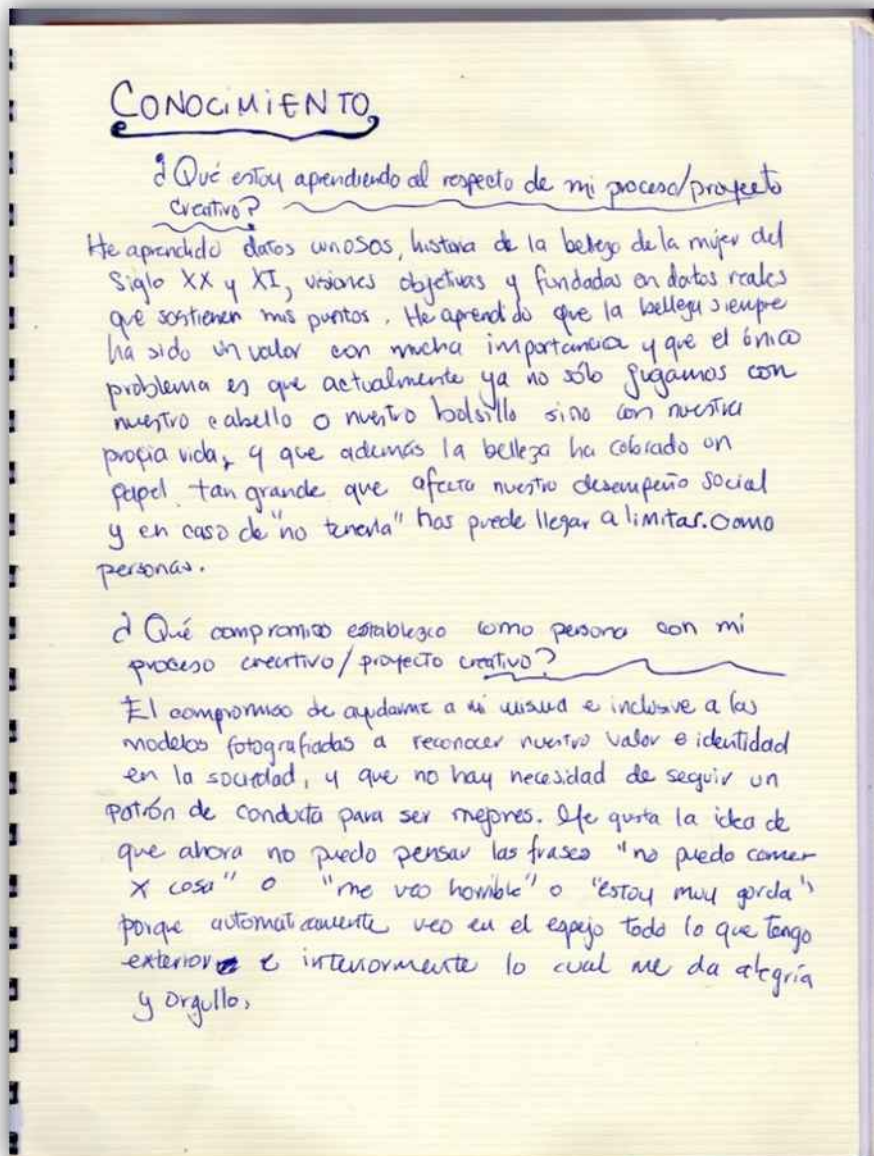 CONOCIMIENTO
¿Qué estoy aprendiendo al respecto de mi proceso/proyecto
creativo?
He aprendido datos curiosos, historia de la belleza de la mujer del
Siglo XX y XI, visiones objetivas y fundadas en datos reales
que sostienen mis puntos. He aprendido que la belleza siempre
ha sido un valor con mucha importancia y que el único
problema es que actualmente ya no sólo jugamos con
nuestro cabello o nuestro bolsillo sino con nuestra
propia vida, y que además la belleza ha cobrado un
papel tan grande que afecta nuestro desempeño social
y en caso de "no tenerla" nos puede llegar a limitar como
personas.
¿Qué compromiso establezco como persona con mi
proceso creativo/proyecto creativo?
El compromiso de ayudarme a mi misma e inclusive a las
modelos fotografiadas a reconocer nuestro valor e identidad
en la sociedad, y que no hay necesidad de seguir un
patrón de conducta para ser mejores. Me gusta la idea de
que ahora no puedo pensar las frases "no puedo comer
X cosa" o "me veo horrible" o "estoy muy gorda"
porque automaticamente veo en el espejo todo lo que tengo
exterior e interiormente lo cual me da alegría
y orgullo.